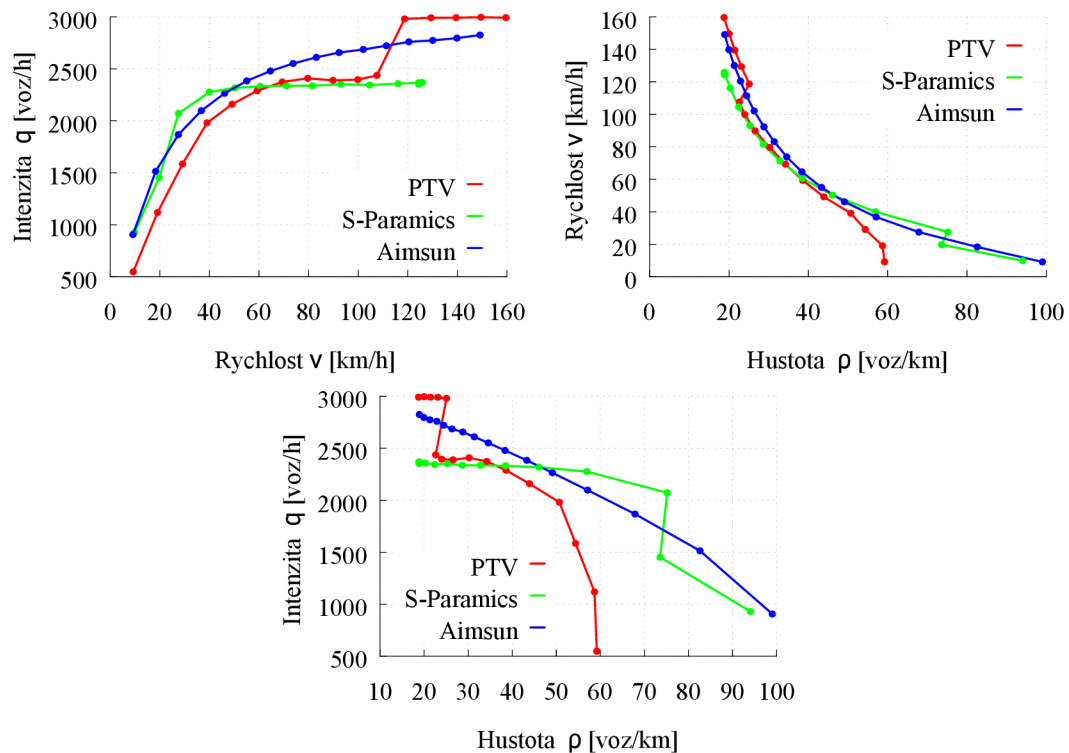 3000
2500
2000
1500
1000
500
Intenzita q [voz/h]
PTV
S-Paramics
Aimsun
0 20 40 60 80 100 120 140 160
Rychlost v [km/h]
160
140
120
100
80
60
40
20
0
Rychlost v [km/h]
PTV
S-Paramics
Aimsun
0 20 40 60 80 100
Hustota ρ [voz/km]
3000
2500
2000
1500
1000
500
Intenzita q [voz/h]
PTV
S-Paramics
Aimsun
10 20 30 40 50 60 70 80 90 100
Hustota ρ [voz/km]